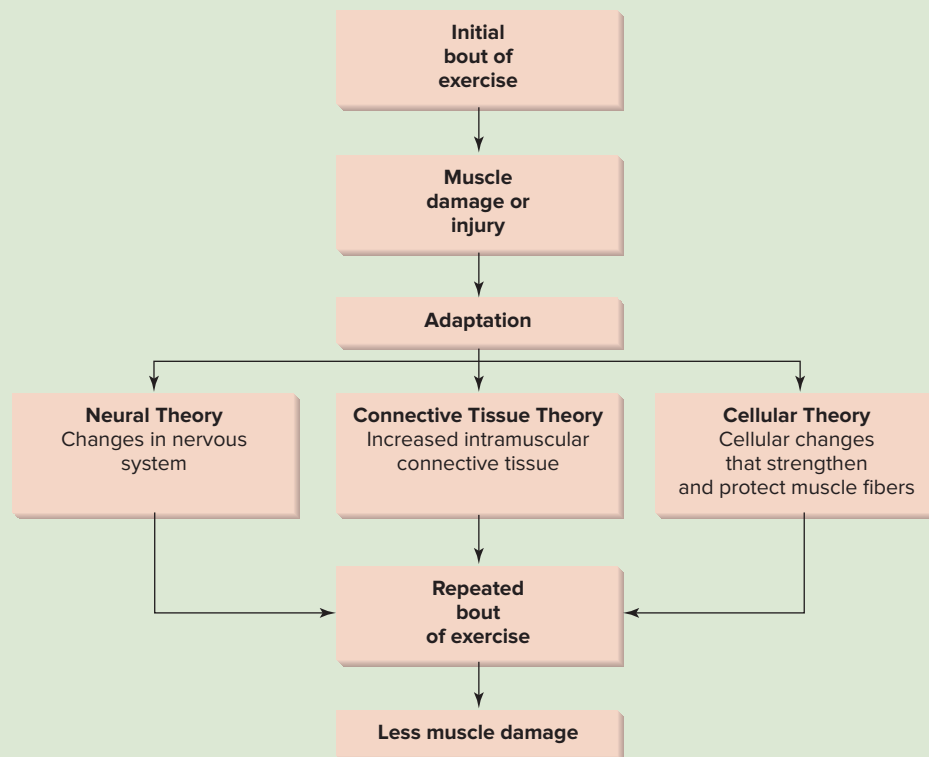 Initial
bout of
exercise
Muscle
damage or
injury
Adaptation
Neural Theory
Changes in nervous
system
Connective Tissue Theory
Increased intramuscular
connective tissue
Cellular Theory
Cellular changes
that strengthen
and protect muscle fibers
Repeated
bout
of exercise
Less muscle damage